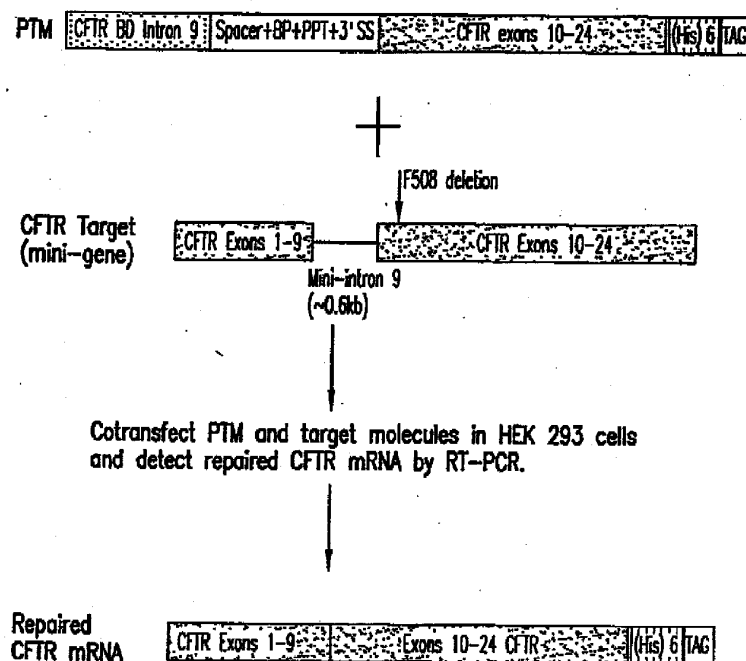 PTM CFTR BD Intron 9 Spacer+BP+PPT+3'SS CFTR exons 10-24 (His) 6 TAG
+
F508 deletion
CFTR Target
(mini-gene)
CFTR Exons 1-9 CFTR Exons 10-24
Mini-intron 9
(~0.6kb)
Cotransfect PTM and target molecules in HEK 293 cells
and detect repaired CFTR mRNA by RT-PCR.
Repaired
CFTR mRNA
CFTR Exons 1-9 Exons 10-24 CFTR (His) 6 TAG